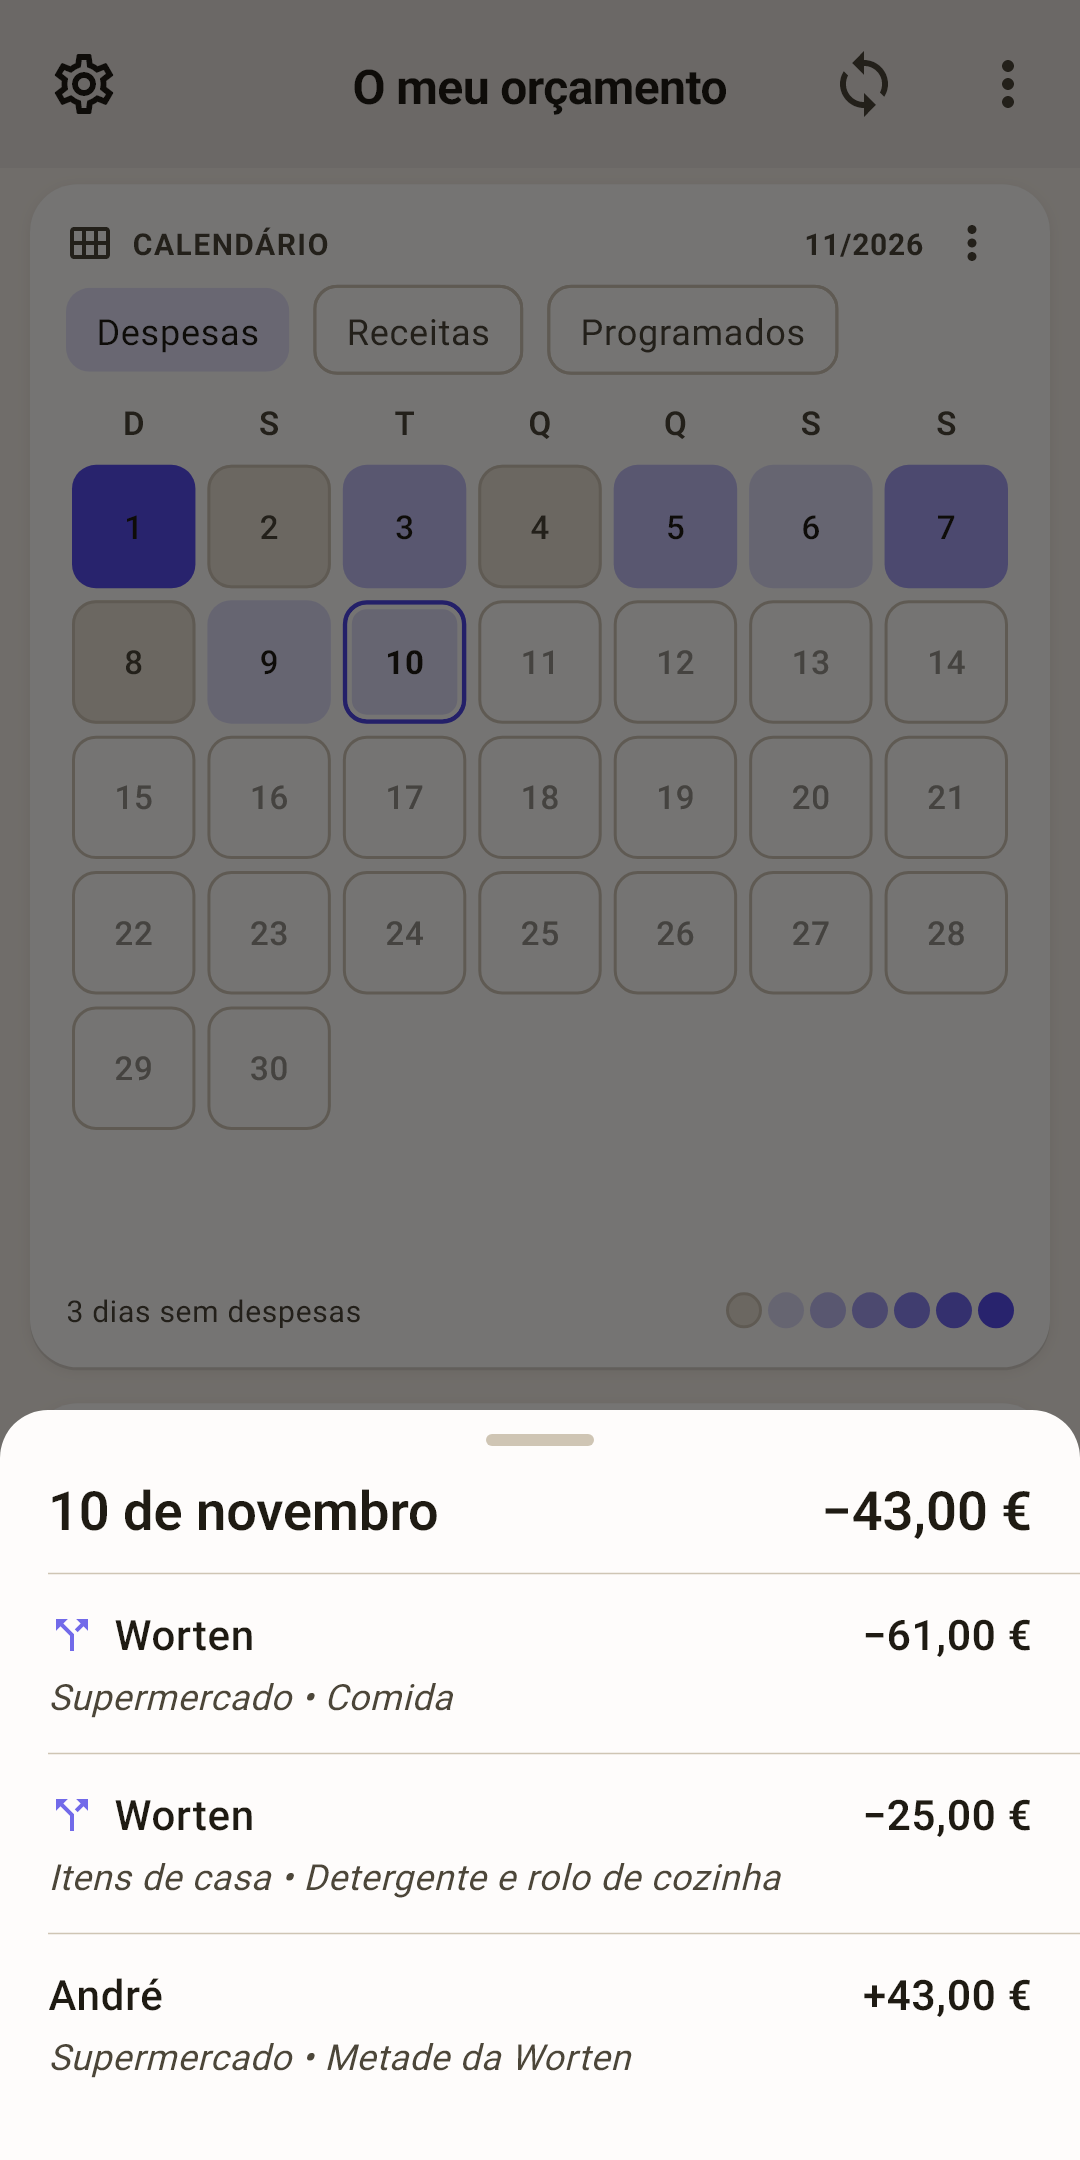 O meu orçamento
CALENDÁRIO 11/2026
Despesas Receitas Programados
D S T Q Q S S
1 2 3 4 5 6 7
8 9 10 11 12 13 14
15 16 17 18 19 20 21
22 23 24 25 26 27 28
29 30
3 dias sem despesas
10 de novembro −43,00 €
Worten −61,00 €
Supermercado • Comida
Worten −25,00 €
Itens de casa • Detergente e rolo de cozinha
André +43,00 €
Supermercado • Metade da Worten